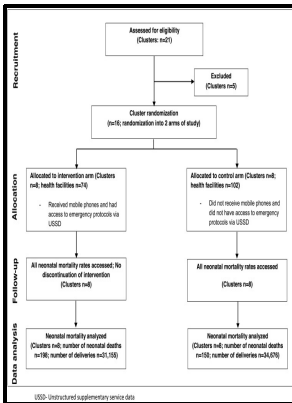 Recruitment
Assessed for eligibility
(Clusters: n=21)
Excluded
(Clusters n=5)
Cluster randomization
(n=16; randomization into 2 arms of study)
Allocation
Allocated to intervention arm (Clusters
n=8; health facilities n=74)
- Received mobile phones and had
access to emergency protocols via
USSD
Allocated to control arm (Clusters n=8;
health facilities n=102)
- Did not receive mobile phones and
did not have access to emergency
protocols via USSD
Follow-up
All neonatal mortality rates accessed; No
discontinuation of intervention
(Clusters n=8)
All neonatal mortality rates accessed
(Clusters n=8)
Data analysis
Neonatal mortality analyzed
(Clusters n=8; number of neonatal deaths
n=198; number of deliveries n=31,155)
Neonatal mortality analyzed
(Clusters n=8; number of neonatal deaths
n=150; number of deliveries n=34,676)
USSD- Unstructured supplementary service data